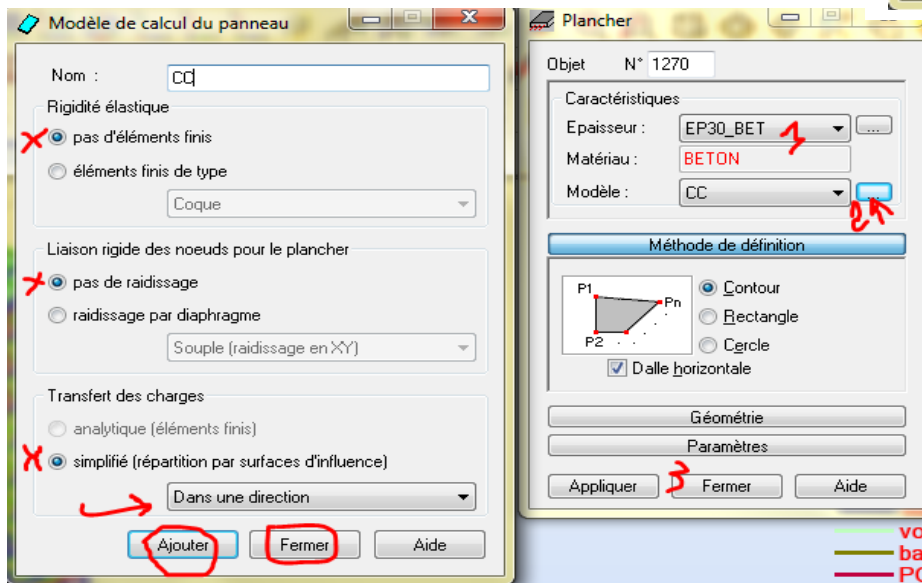 Modèle de calcul du panneau
Nom :
CC
Rigidité élastique
pas d'éléments finis
éléments finis de type
Coque
Liaison rigide des noeuds pour le plancher
pas de raidissage
raidissage par diaphragme
Souple (raidissage en XY)
Transfert des charges
analytique (éléments finis)
simplifié (répartition par surfaces d'influence)
Dans une direction
Ajouter
Fermer
Aide
Plancher
Objet N° 1270
Caractéristiques
Epaisseur : EP30_BET ... 1
Matériau : BETON
Modèle : CC ...
2
Méthode de définition
P1
Pn
P2
Contour
Rectangle
Cercle
Dalle horizontale
Géométrie
Paramètres
Appliquer 3 Fermer Aide
vo
ba